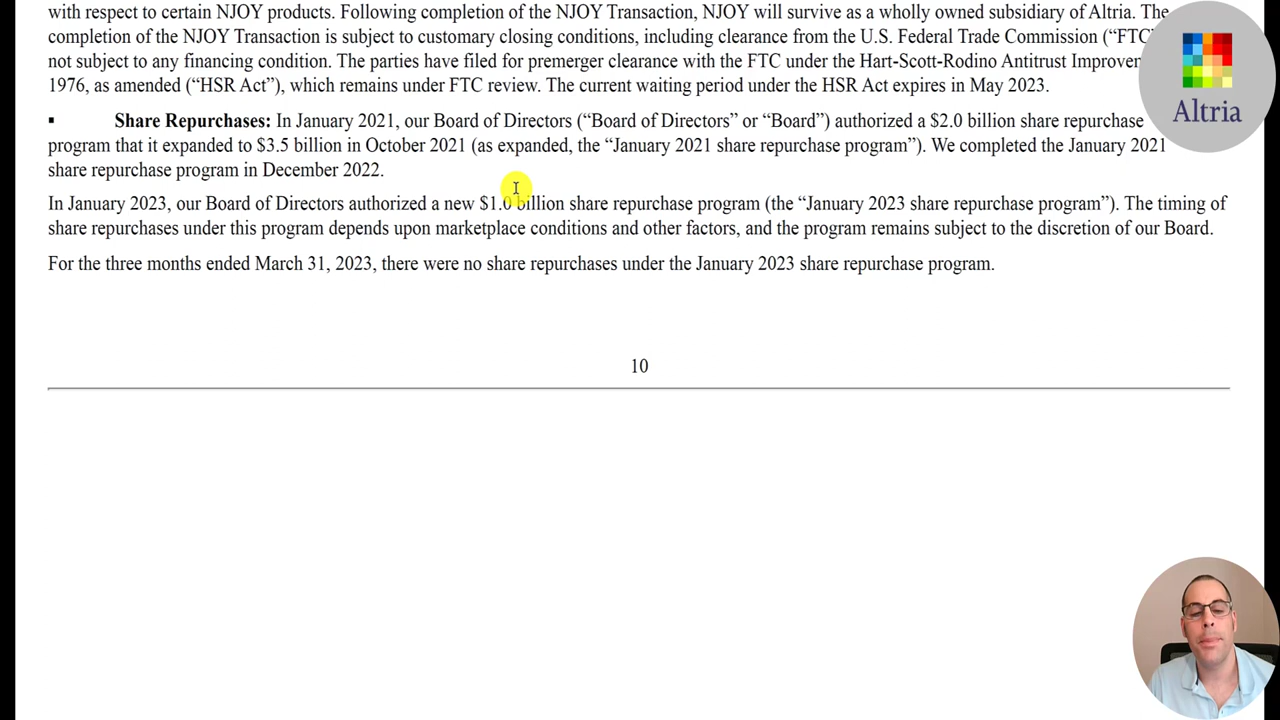 with respect to certain NJOY products. Following completion of the NJOY Transaction, NJOY will survive as a wholly owned subsidiary of Altria. The
completion of the NJOY Transaction is subject to customary closing conditions, including clearance from the U.S. Federal Trade Commission (“FTC”
not subject to any financing condition. The parties have filed for premerger clearance with the FTC under the Hart-Scott-Rodino Antitrust
1976, as amended (“HSR Act”), which remains under FTC review. The current waiting period under the HSR Act expires in May 2023.
Altria
▪ Share Repurchases: In January 2021, our Board of Directors (“Board of Directors” or “Board”) authorized a $2.0 billion share repurchase
program that it expanded to $3.5 billion in October 2021 (as expanded, the “January 2021 share repurchase program”). We completed the January 2021
share repurchase program in December 2022.
In January 2023, our Board of Directors authorized a new $1.0 billion share repurchase program (the “January 2023 share repurchase program”). The timing of
share repurchases under this program depends upon marketplace conditions and other factors, and the program remains subject to the discretion of our Board.
For the three months ended March 31, 2023, there were no share repurchases under the January 2023 share repurchase program.
10